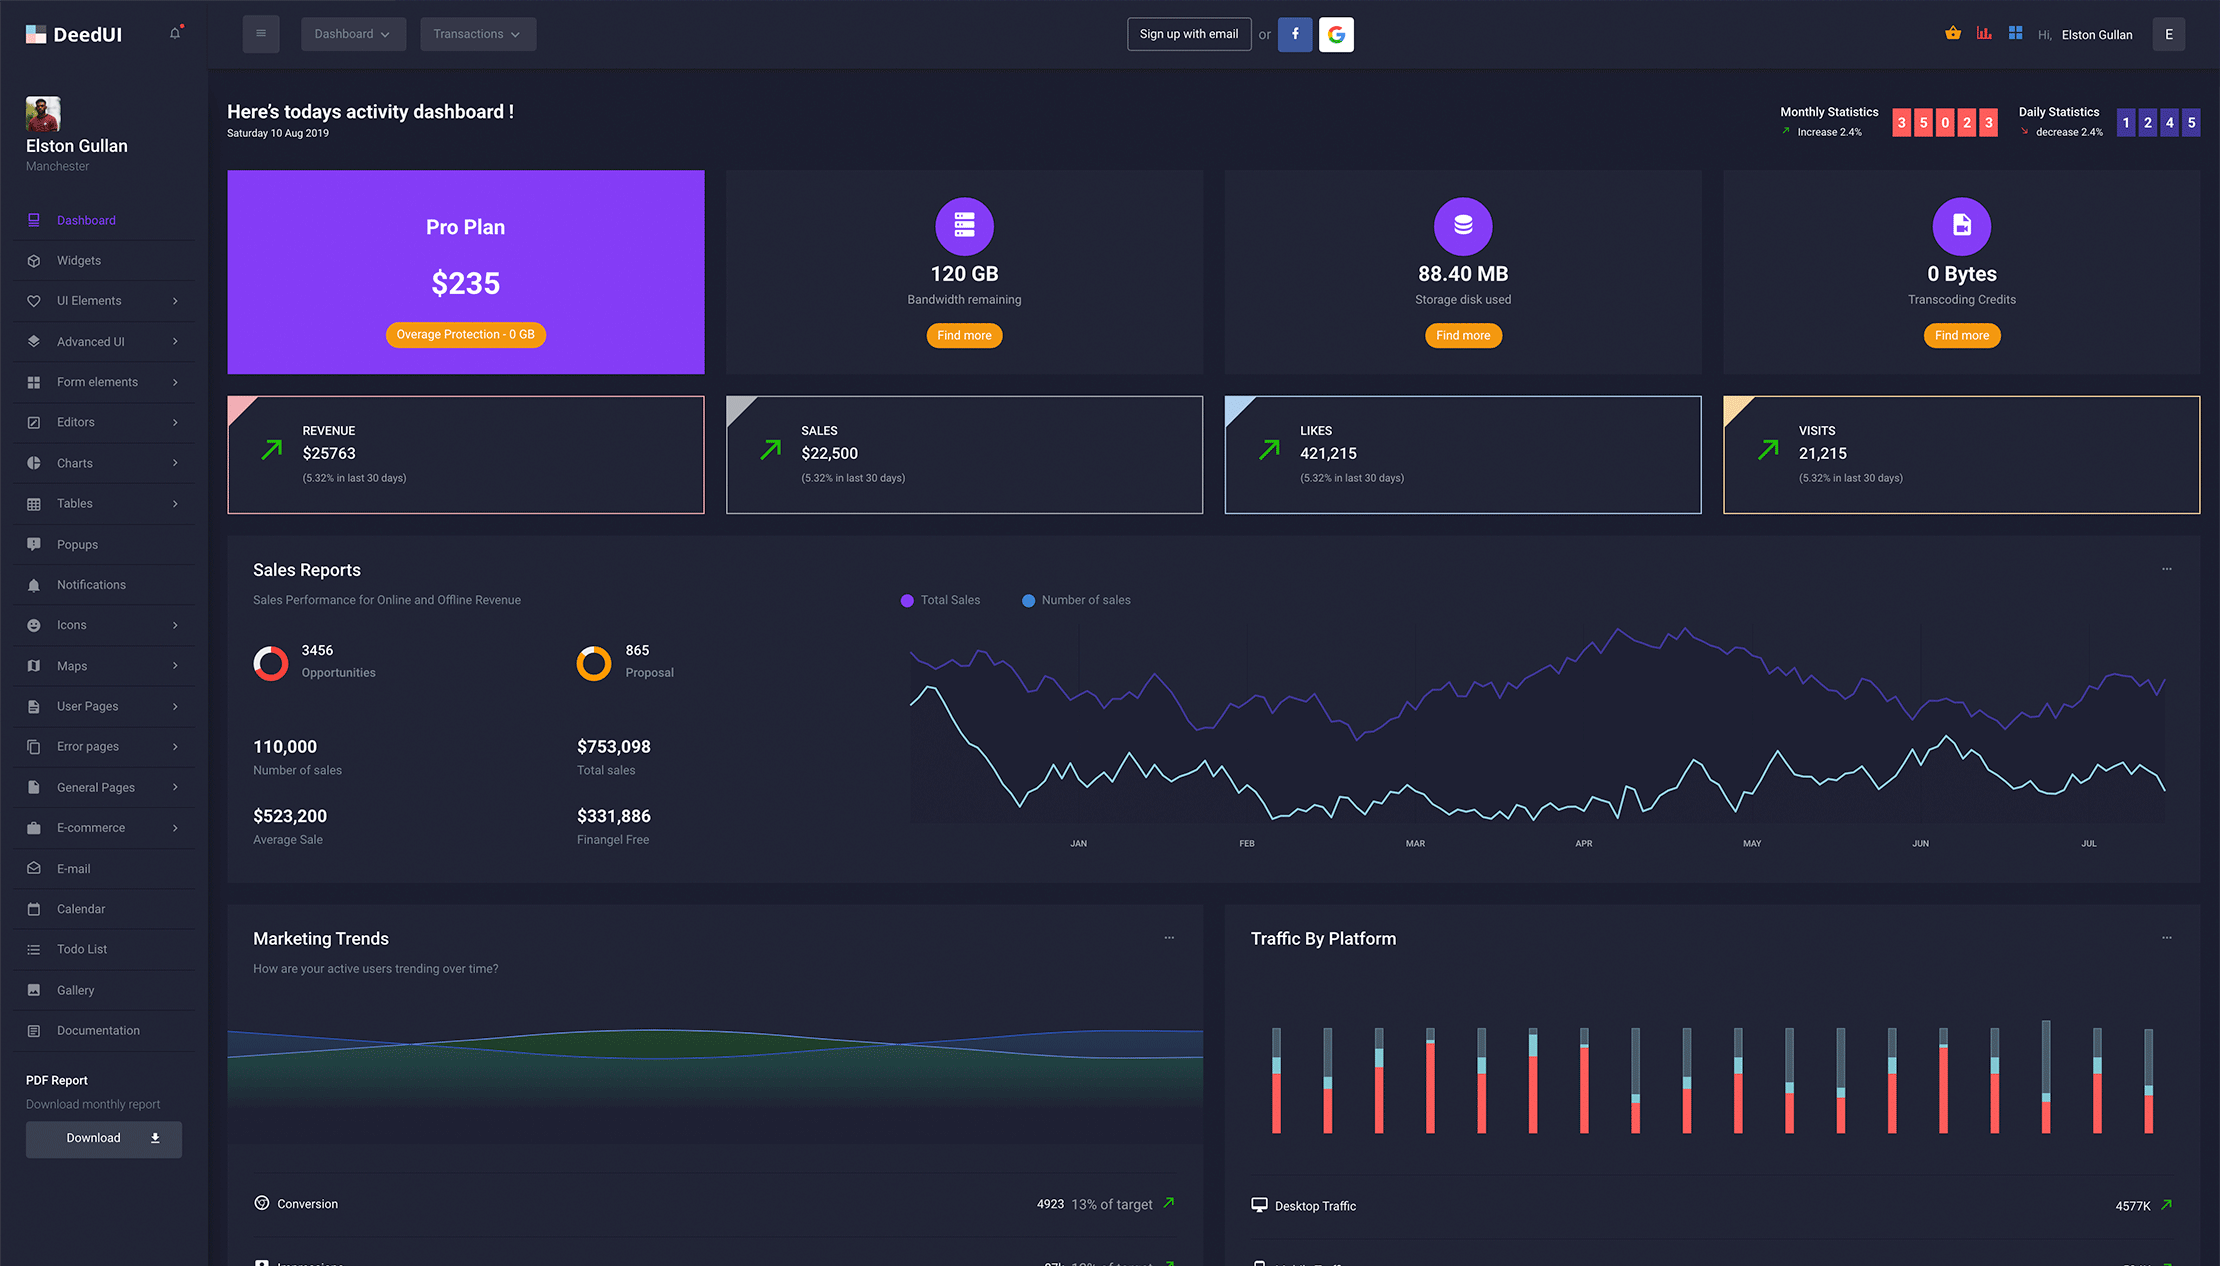 DeedUI
Dashboard
Transactions
Sign up with email
or
f
G
Hi, Elston Gullan
E
Elston Gullan
Manchester
Dashboard
Widgets
UI Elements
Advanced UI
Form elements
Editors
Charts
Tables
Popups
Notifications
Icons
Maps
User Pages
Error pages
General Pages
E-commerce
E-mail
Calendar
Todo List
Gallery
Documentation
PDF Report
Download monthly report
Download
Here’s todays activity dashboard !
Saturday 10 Aug 2019
Monthly Statistics
Increase 2.4%
3 5 0 2 3
Daily Statistics
decrease 2.4%
1 2 4 5
Pro Plan
$235
Overage Protection - 0 GB
120 GB
Bandwidth remaining
Find more
88.40 MB
Storage disk used
Find more
0 Bytes
Transcoding Credits
Find more
REVENUE
$25763
(5.32% in last 30 days)
SALES
$22,500
(5.32% in last 30 days)
LIKES
421,215
(5.32% in last 30 days)
VISITS
21,215
(5.32% in last 30 days)
Sales Reports
Sales Performance for Online and Offline Revenue
3456
Opportunities
865
Proposal
110,000
Number of sales
$753,098
Total sales
$523,200
Average Sale
$331,886
Finangel Free
Total Sales
Number of sales
JAN FEB MAR APR MAY JUN JUL
Marketing Trends
How are your active users trending over time?
Conversion
4923 13% of target
Traffic By Platform
Desktop Traffic
4577K